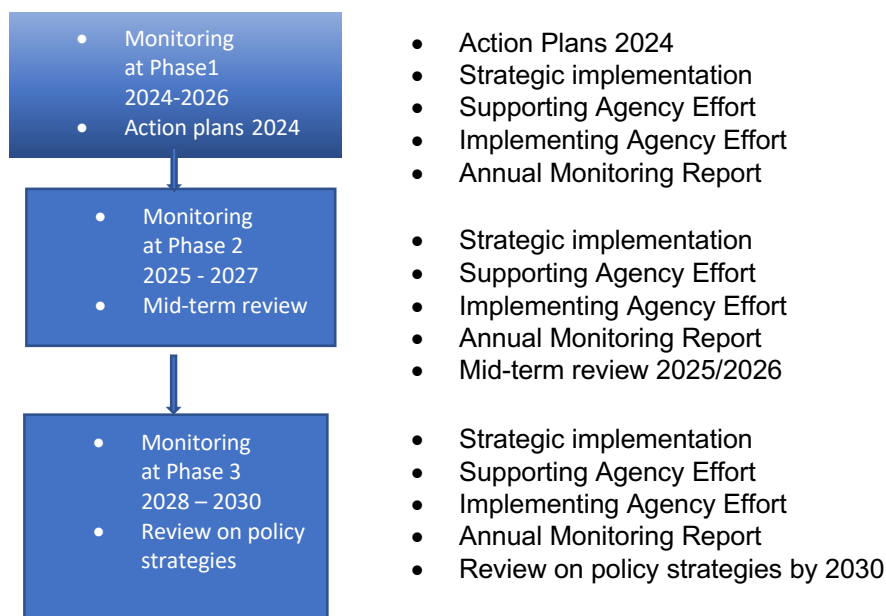 • Monitoring
at Phase1
2024-2026
• Action plans 2024
• Action Plans 2024
• Strategic implementation
• Supporting Agency Effort
• Implementing Agency Effort
• Annual Monitoring Report
• Monitoring
at Phase 2
2025 - 2027
• Mid-term review
• Strategic implementation
• Supporting Agency Effort
• Implementing Agency Effort
• Annual Monitoring Report
• Mid-term review 2025/2026
• Monitoring
at Phase 3
2028 – 2030
• Review on policy
strategies
• Strategic implementation
• Supporting Agency Effort
• Implementing Agency Effort
• Annual Monitoring Report
• Review on policy strategies by 2030